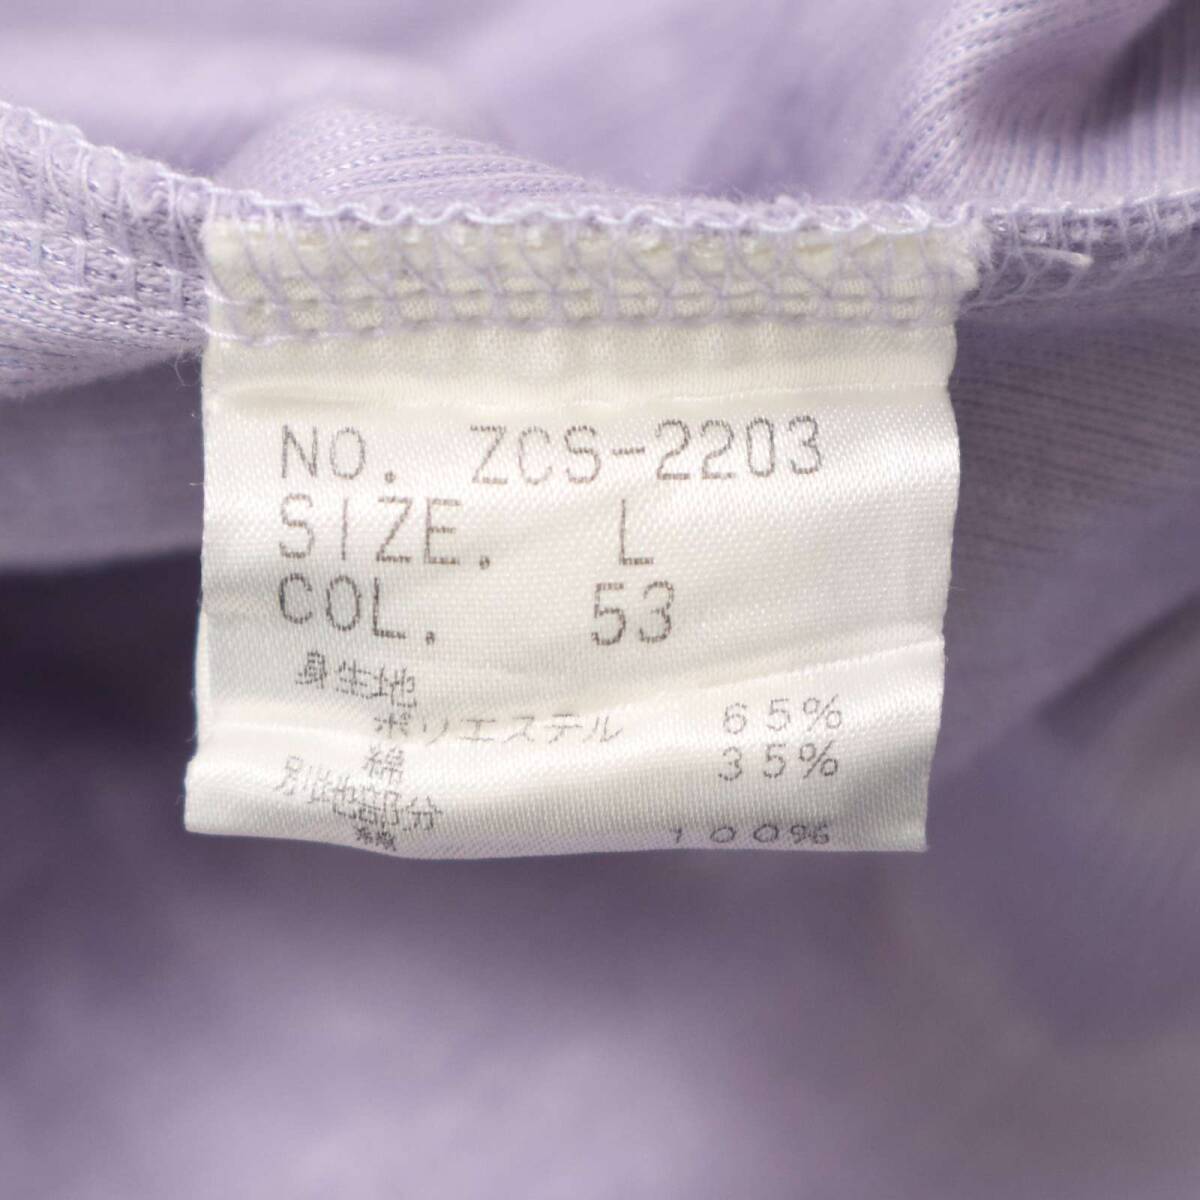 NO. ZCS-2203
SIZE. L
COL. 53
身生地
ポリエステル 65%
綿 35%
別地部分
100%